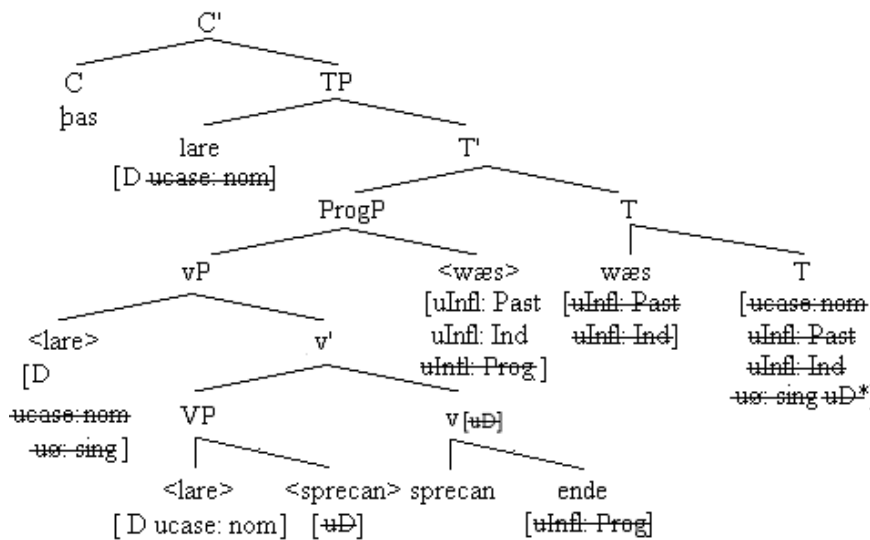 C'
C TP
þas
lare T'
[D ucase: nom]
ProgP T
vP <wæs> wæs T
[uInfl: Past [uInfl: Past [ucase:nom
<lare> v' uInfl: Ind uInfl: Ind] uInfl: Past
[D uInfl: Prog] uInfl: Ind
ucase:nom VP v[uD] uø: sing uD*
uø: sing]
<lare> <sprecan> sprecan ende
[D ucase: nom] [uD] [uInfl: Prog]